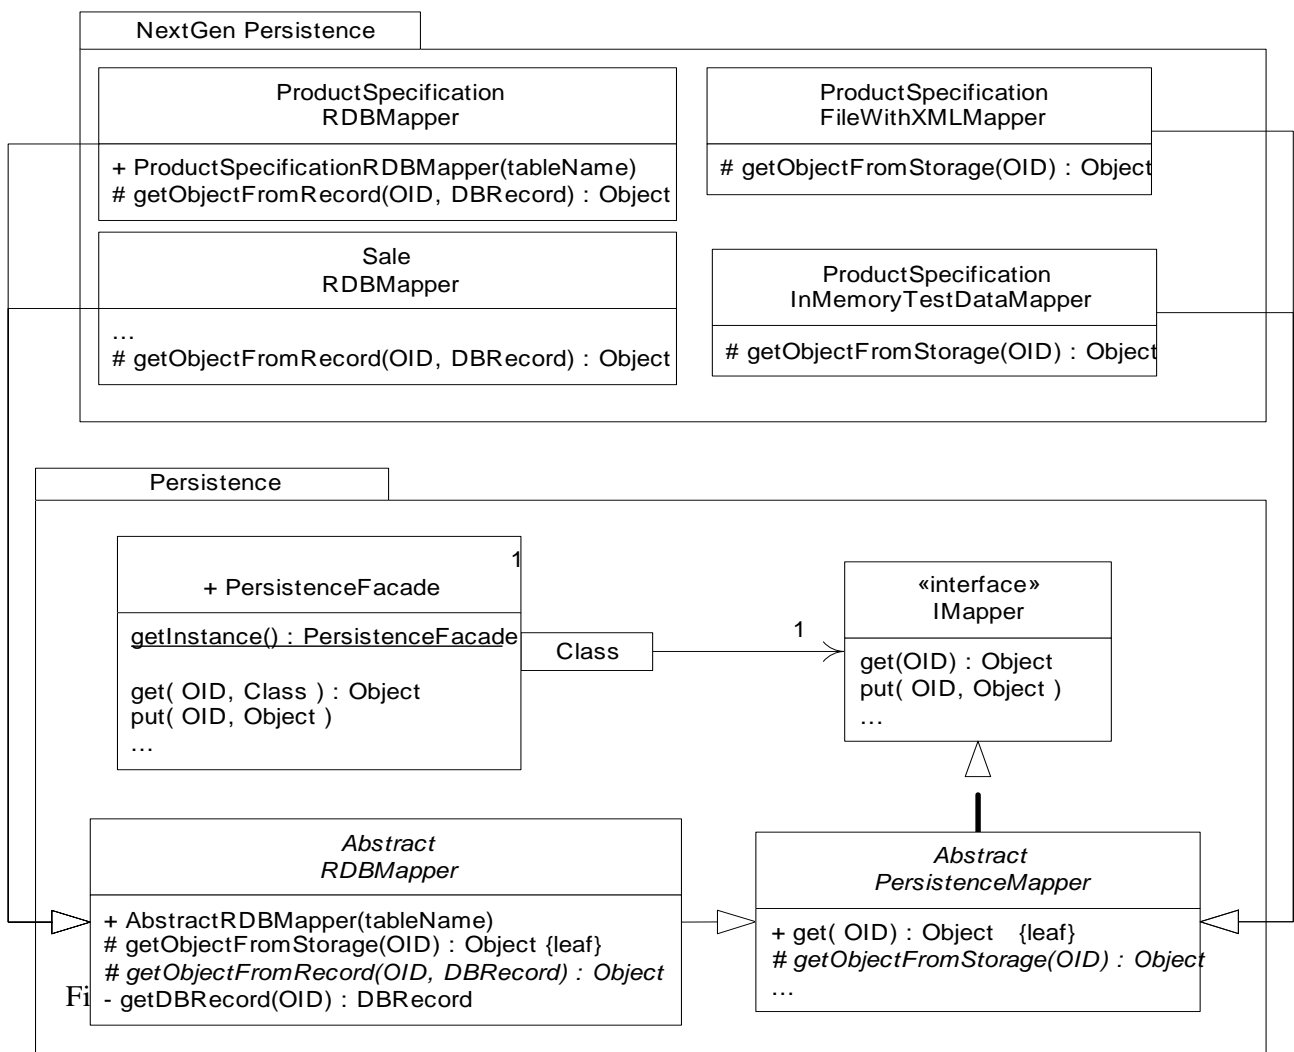 NextGen Persistence
ProductSpecification
RDBMapper
+ ProductSpecificationRDBMapper(tableName)
# getObjectFromRecord(OID, DBRecord) : Object
ProductSpecification
FileWithXMLMapper
# getObjectFromStorage(OID) : Object
Sale
RDBMapper
...
# getObjectFromRecord(OID, DBRecord) : Object
ProductSpecification
InMemoryTestDataMapper
# getObjectFromStorage(OID) : Object
Persistence
1
+ PersistenceFacade
getInstance() : PersistenceFacade
get( OID, Class ) : Object
put( OID, Object )
...
Class
1
«interface»
IMapper
get(OID) : Object
put( OID, Object )
...
Abstract
RDBMapper
+ AbstractRDBMapper(tableName)
# getObjectFromStorage(OID) : Object {leaf}
# getObjectFromRecord(OID, DBRecord) : Object
- getDBRecord(OID) : DBRecord
Abstract
PersistenceMapper
+ get( OID) : Object {leaf}
# getObjectFromStorage(OID) : Object
...
Fi